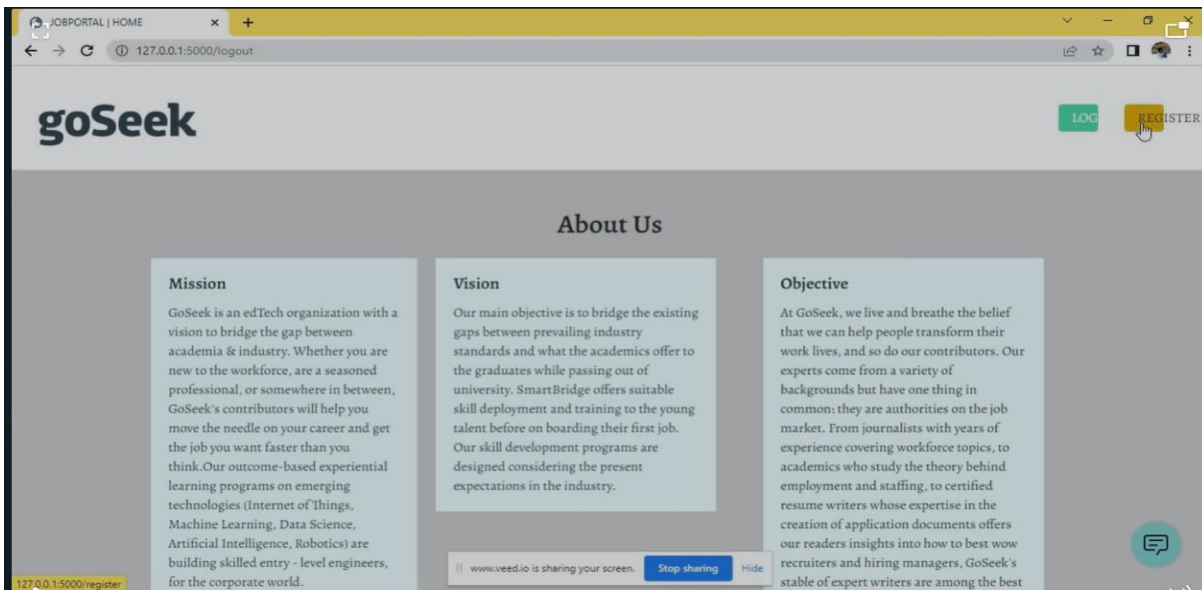 JOBPORTAL | HOME
127.0.0.1:5000/logout
goSeek
LOG
REGISTER
About Us
Mission
GoSeek is an edTech organization with a
vision to bridge the gap between
academia & industry. Whether you are
new to the workforce, are a seasoned
professional, or somewhere in between,
GoSeek's contributors will help you
move the needle on your career and get
the job you want faster than you
think.Our outcome-based experiential
learning programs on emerging
technologies (Internet of Things,
Machine Learning, Data Science,
Artificial Intelligence, Robotics) are
building skilled entry - level engineers,
for the corporate world.
Vision
Our main objective is to bridge the existing
gaps between prevailing industry
standards and what the academics offer to
the graduates while passing out of
university. SmartBridge offers suitable
skill deployment and training to the young
talent before on boarding their first job.
Our skill development programs are
designed considering the present
expectations in the industry.
Objective
At GoSeek, we live and breathe the belief
that we can help people transform their
work lives, and so do our contributors. Our
experts come from a variety of
backgrounds but have one thing in
common: they are authorities on the job
market. From journalists with years of
experience covering workforce topics, to
academics who study the theory behind
employment and staffing, to certified
resume writers whose expertise in the
creation of application documents offers
our readers insights into how to best wow
recruiters and hiring managers, GoSeek's
stable of expert writers are among the best
www.veed.io is sharing your screen.
Stop sharing
Hide
127.0.0.1:5000/register